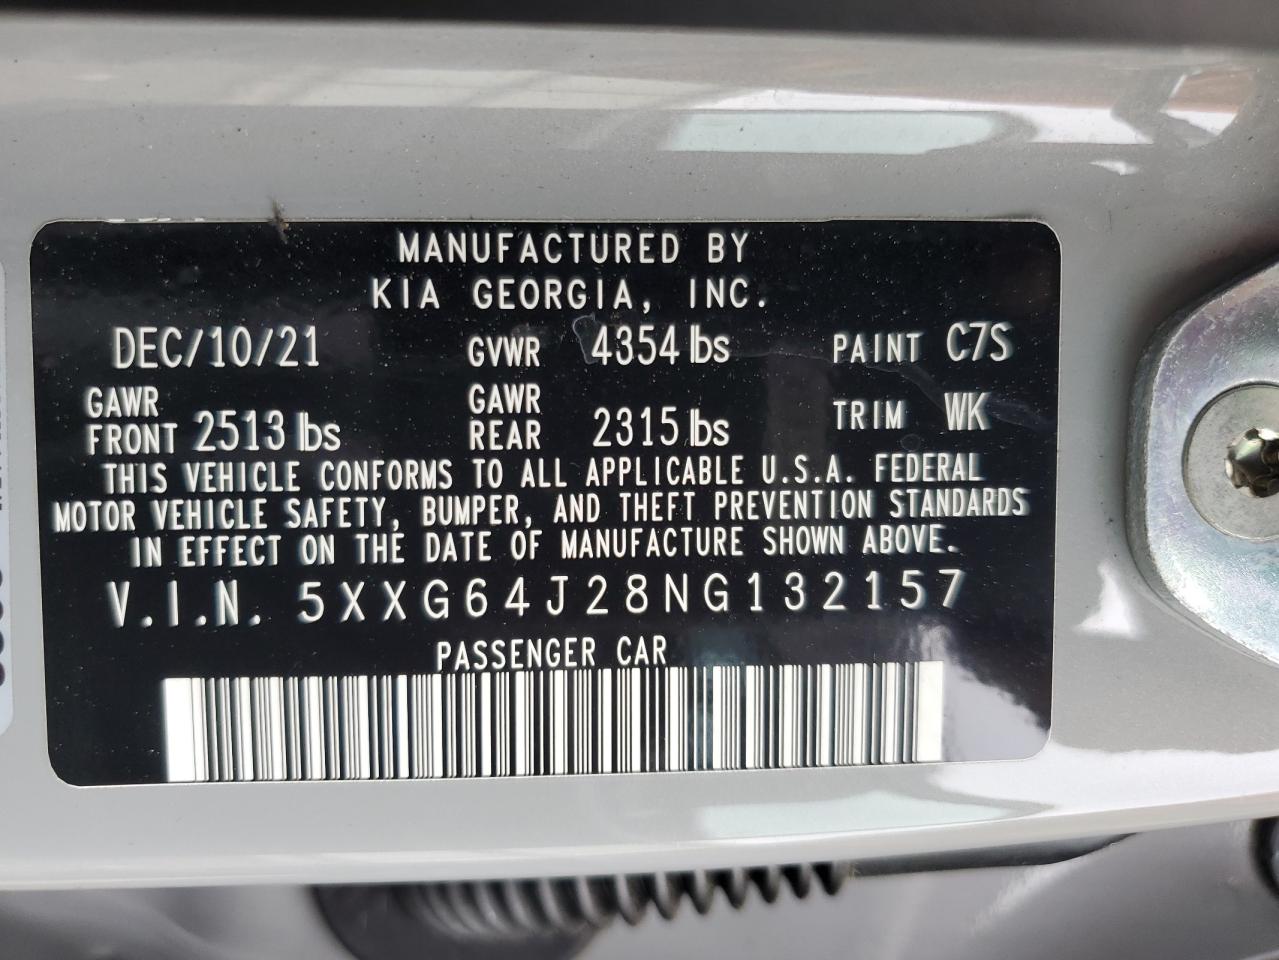 MANUFACTURED BY
KIA GEORGIA, INC.
DEC/10/21 GVWR 4354 lbs PAINT C7S
GAWR FRONT 2513 lbs GAWR REAR 2315 lbs TRIM WK
THIS VEHICLE CONFORMS TO ALL APPLICABLE U.S.A. FEDERAL
MOTOR VEHICLE SAFETY, BUMPER, AND THEFT PREVENTION STANDARDS
IN EFFECT ON THE DATE OF MANUFACTURE SHOWN ABOVE.
V.I.N. 5XXG64J28NG132157
PASSENGER CAR